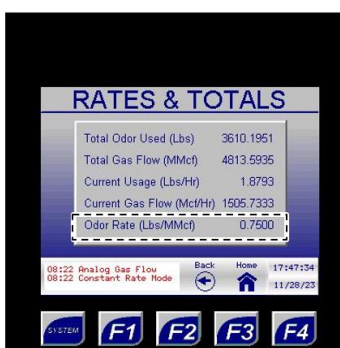 RATES & TOTALS
Total Odor Used (Lbs) 3610.1951
Total Gas Flow (MMcf) 4813.5935
Current Usage (Lbs/Hr) 1.8793
Current Gas Flow (Mcf/Hr) 1505.7333
Odor Rate (Lbs/MMcf) 0.7500
08:22 Analog Gas Flow
08:22 Constant Rate Mode
Back
Home
17:47:34
11/28/23
SYSTEM F1 F2 F3 F4